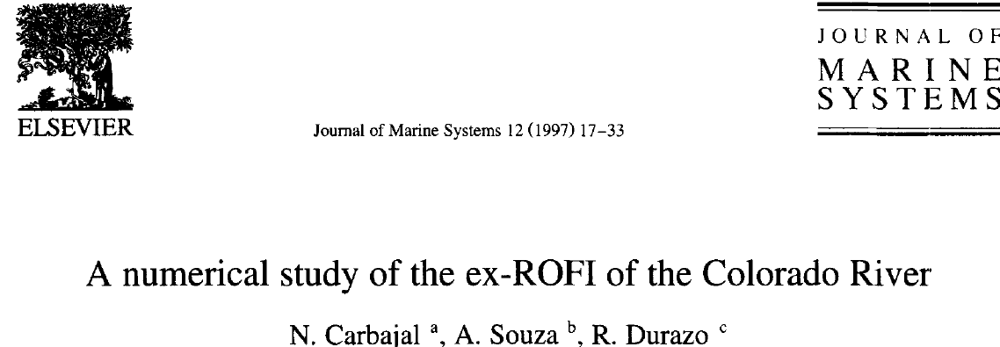 ELSEVIER
Journal of Marine Systems 12 (1997) 17–33
JOURNAL OF
MARINE
SYSTEMS
A numerical study of the ex-ROFI of the Colorado River
N. Carbajal a, A. Souza b, R. Durazo c